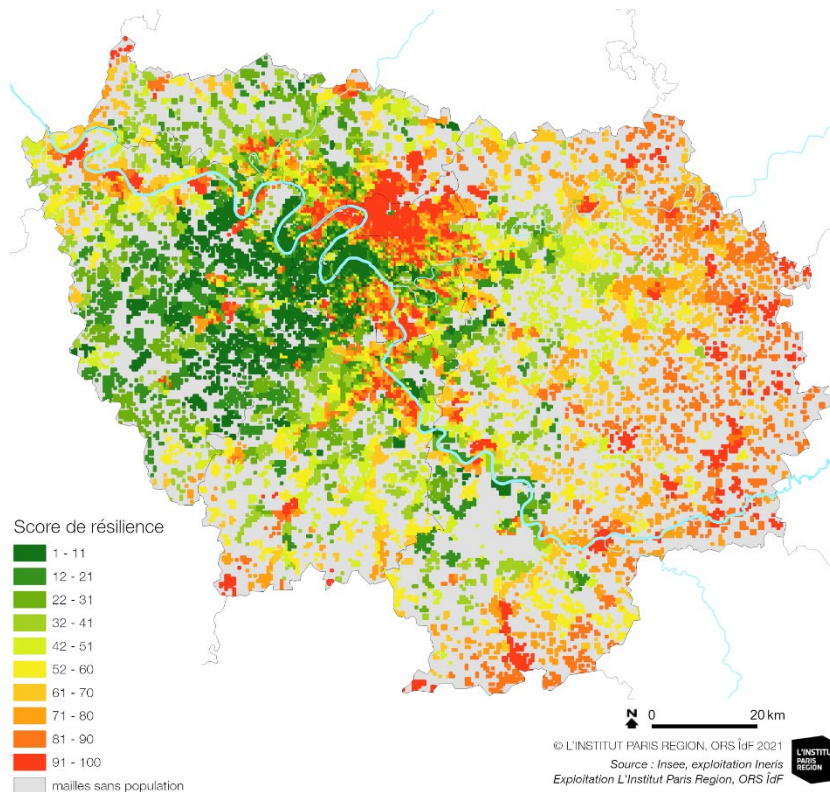 Score de résilience
1 - 11
12 - 21
22 - 31
32 - 41
42 - 51
52 - 60
61 - 70
71 - 80
81 - 90
91 - 100
mailles sans population
N 0 20 km
© L'INSTITUT PARIS REGION, ORS ÎdF 2021
Source : Insee, exploitation Ineris
Exploitation L'Institut Paris Region, ORS ÎdF
L'INSTITUT
PARIS
REGION